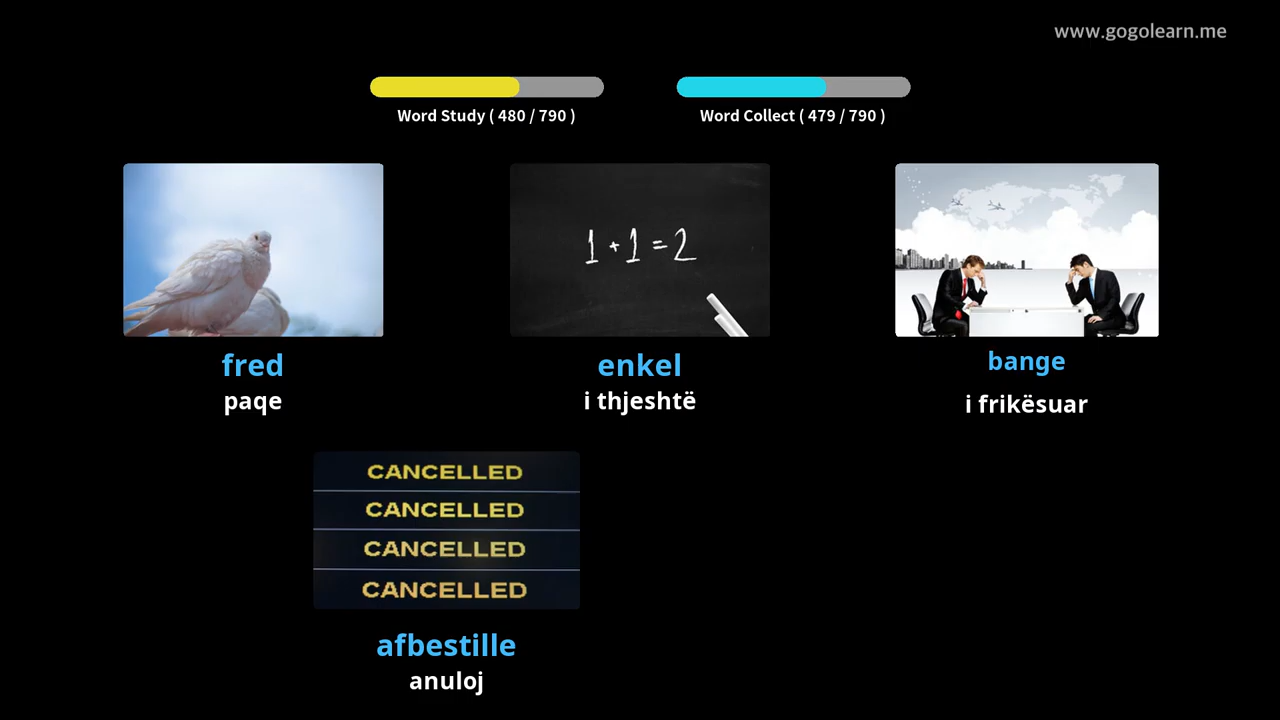 www.gogolearn.me
Word Study ( 480 / 790 )
Word Collect ( 479 / 790 )
1 + 1 = 2
fred
paqe
enkel
i thjeshtë
bange
i frikësuar
CANCELLED
CANCELLED
CANCELLED
CANCELLED
afbestille
anuloj